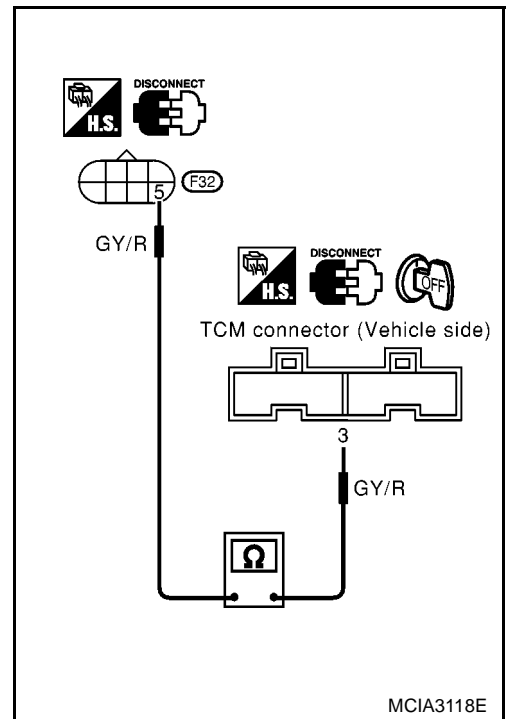 DISCONNECT
H.S.
5
F32
GY/R
DISCONNECT
H.S.
OFF
TCM connector (Vehicle side)
3
GY/R
Ω
MCIA3118E